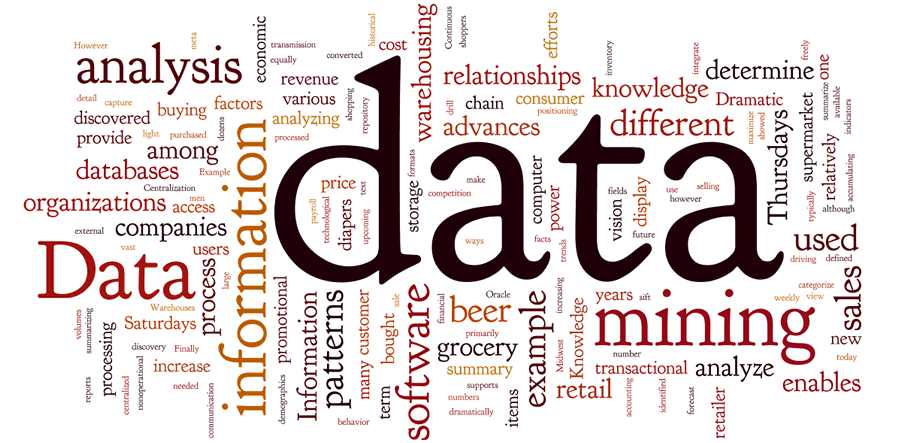 However
meta
economic
transmission
equally
converted
historical
cost
warehousing
Continuous
shoppers
efforts
inventory
integrate
freely
one
analysis
revenue
relationships
knowledge
determine
detail
capture
discovered
buying
factors
various
shopping
repository
drill
chain
consumer
positioning
Dramatic
supermarket
summarize
available
indicators
provide
light
purchased
dozens
analyzing
processed
advances
different
maximize
showed
Thursdays
among
databases
Example
Centralization
information
data
formats
storage
competition
make
computer
power
fields
vision
display
future
use
however
selling
typically
relatively
although
accumulating
organizations
men
access
price
payroll
technological
diapers
text
upcoming
external
companies
ways
facts
trends
used
driving
defined
Data
vast
users
process
large
categorize
weekly
view
sales
new
today
volumes
summarizing
Warehouses
Saturdays
processing
discovery
Finally
increase
promotional
Information
patterns
many
customer
sale
bought
software
financial
beer
Oracle
primarily
grocery
summary
example
increasing
years
sift
mining
Midwest
Knowledge
number
transactional
analyze
enables
reports
centralized
nonoperational
needed
communication
demographics
behavior
term
supports
numbers
dramatically
items
retail
accounting
identified
forecast
retailer